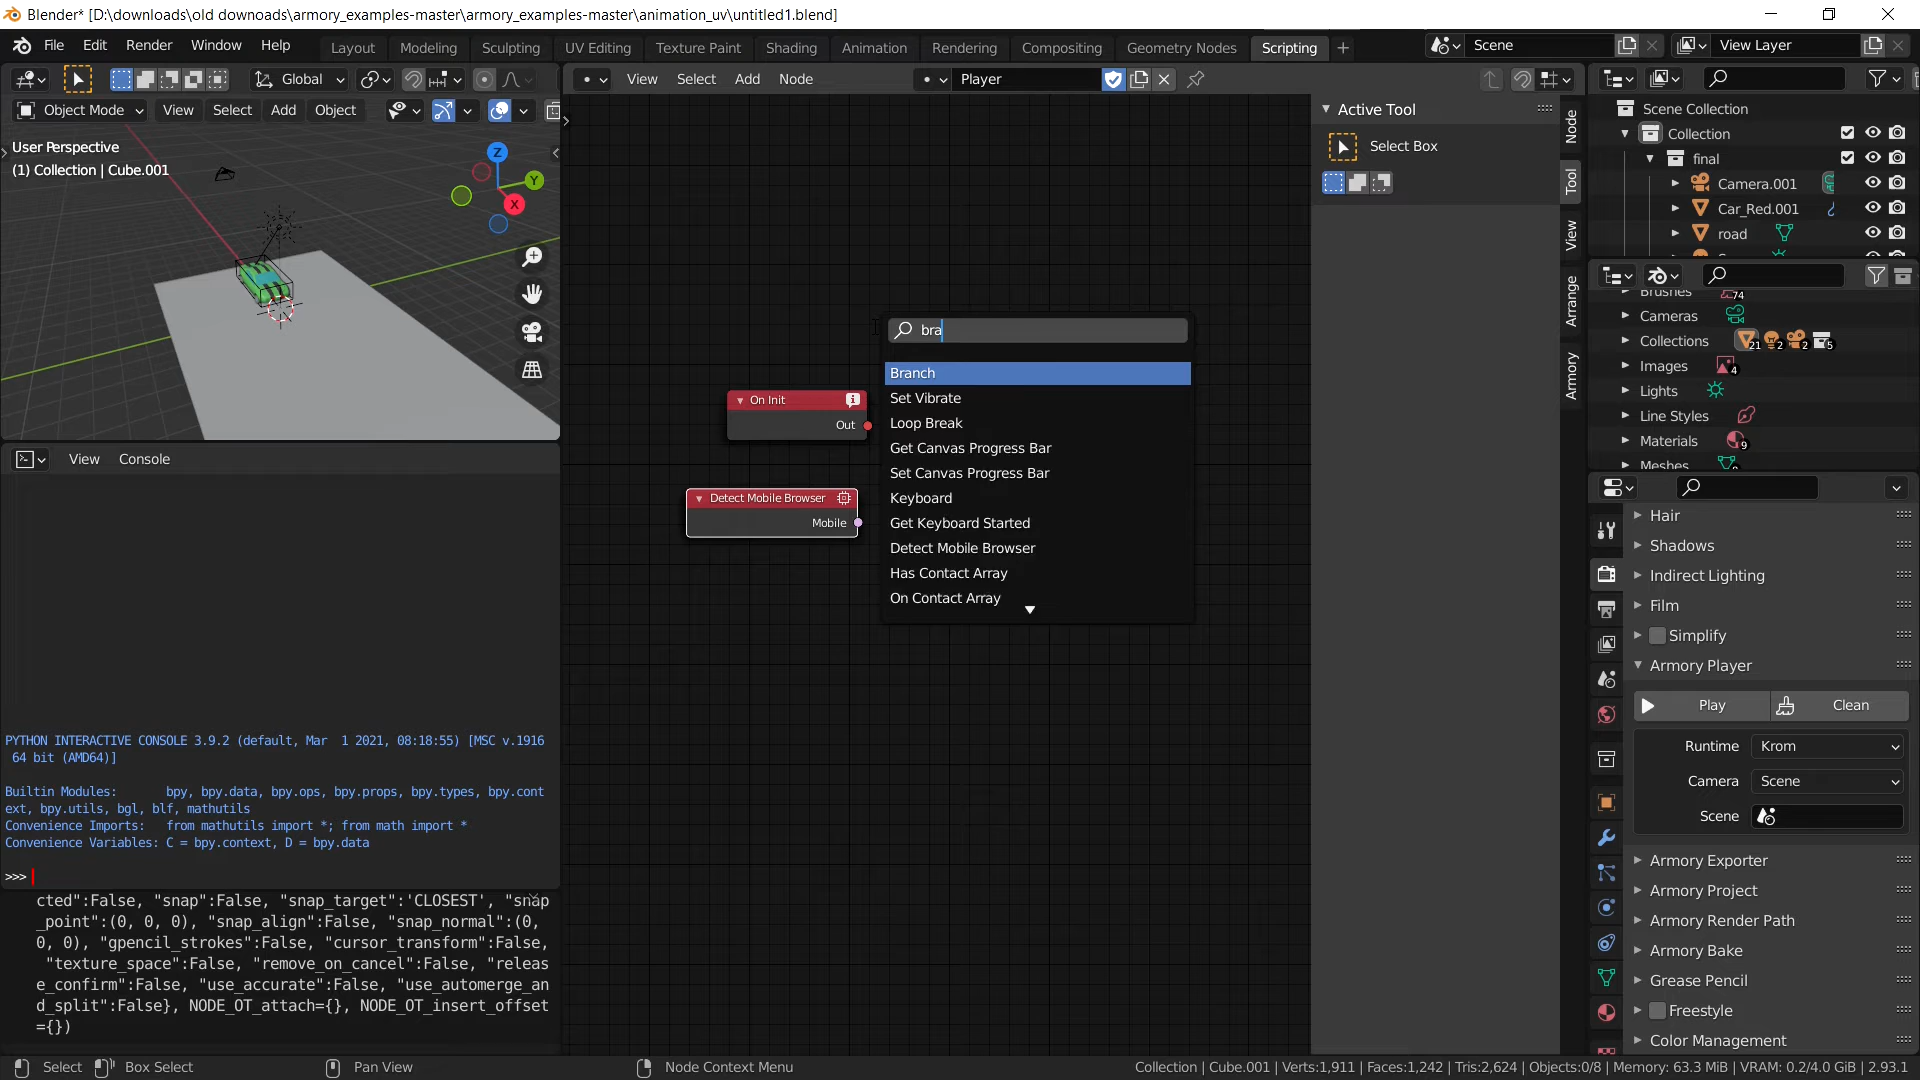 Blender* [D:\downloads\old downoads\armory_examples-master\armory_examples-master\animation_uv\untitled1.blend]
File Edit Render Window Help
Layout Modeling Sculpting UV Editing Texture Paint Shading Animation Rendering Compositing Geometry Nodes Scripting +
Scene
View Layer
Global
View Select Add Node
Player
Object Mode View Select Add Object
User Perspective
(1) Collection | Cube.001
Z
Y
X
View Console
PYTHON INTERACTIVE CONSOLE 3.9.2 (default, Mar  1 2021, 08:18:55) [MSC v.1916
64 bit (AMD64)]
Builtin Modules:      bpy, bpy.data, bpy.ops, bpy.props, bpy.types, bpy.cont
ext, bpy.utils, bgl, blf, mathutils
Convenience Imports:   from mathutils import *; from math import *
Convenience Variables: C = bpy.context, D = bpy.data
>>>
cted":False, "snap":False, "snap_target":'CLOSEST', "snap
_point":(0, 0, 0), "snap_align":False, "snap_normal":(0,
0, 0), "gpencil_strokes":False, "cursor_transform":False,
"texture_space":False, "remove_on_cancel":False, "releas
e_confirm":False, "use_accurate":False, "use_automerge_an
d_split":False}, NODE_OT_attach={}, NODE_OT_insert_offset
={})
On Init
Out
Detect Mobile Browser
Mobile
bra
Branch
Set Vibrate
Loop Break
Get Canvas Progress Bar
Set Canvas Progress Bar
Keyboard
Get Keyboard Started
Detect Mobile Browser
Has Contact Array
On Contact Array
Active Tool
Select Box
Node
Tool
View
Arrange
Armory
Scene Collection
Collection
final
Camera.001
Car_Red.001
road
Brushes 74
Cameras
Collections 21 2 2 5
Images 4
Lights
Line Styles
Materials 9
Meshes
Hair
Shadows
Indirect Lighting
Film
Simplify
Armory Player
Play Clean
Runtime Krom
Camera Scene
Scene
Armory Exporter
Armory Project
Armory Render Path
Armory Bake
Grease Pencil
Freestyle
Color Management
Select Box Select Pan View Node Context Menu
Collection | Cube.001 | Verts:1,911 | Faces:1,242 | Tris:2,624 | Objects:0/8 | Memory: 63.3 MiB | VRAM: 0.2/4.0 GiB | 2.93.1